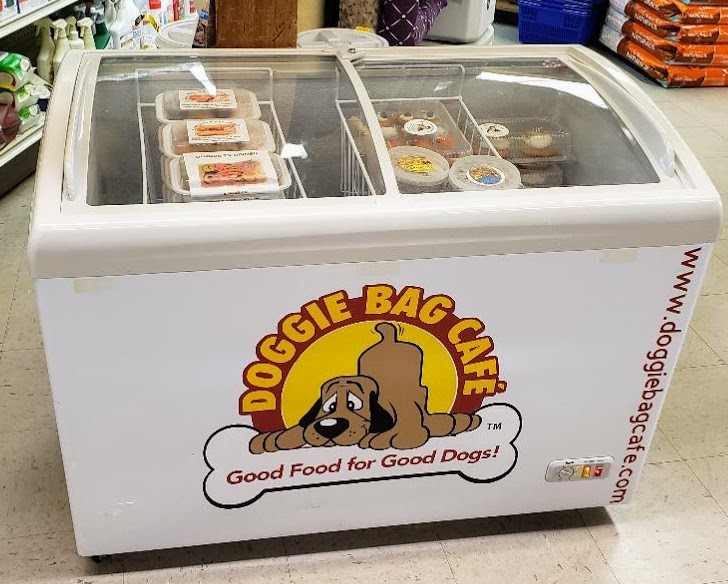 DOGGIE BAG CAFÉ
TM
Good Food for Good Dogs!
www.doggiebagcafe.com